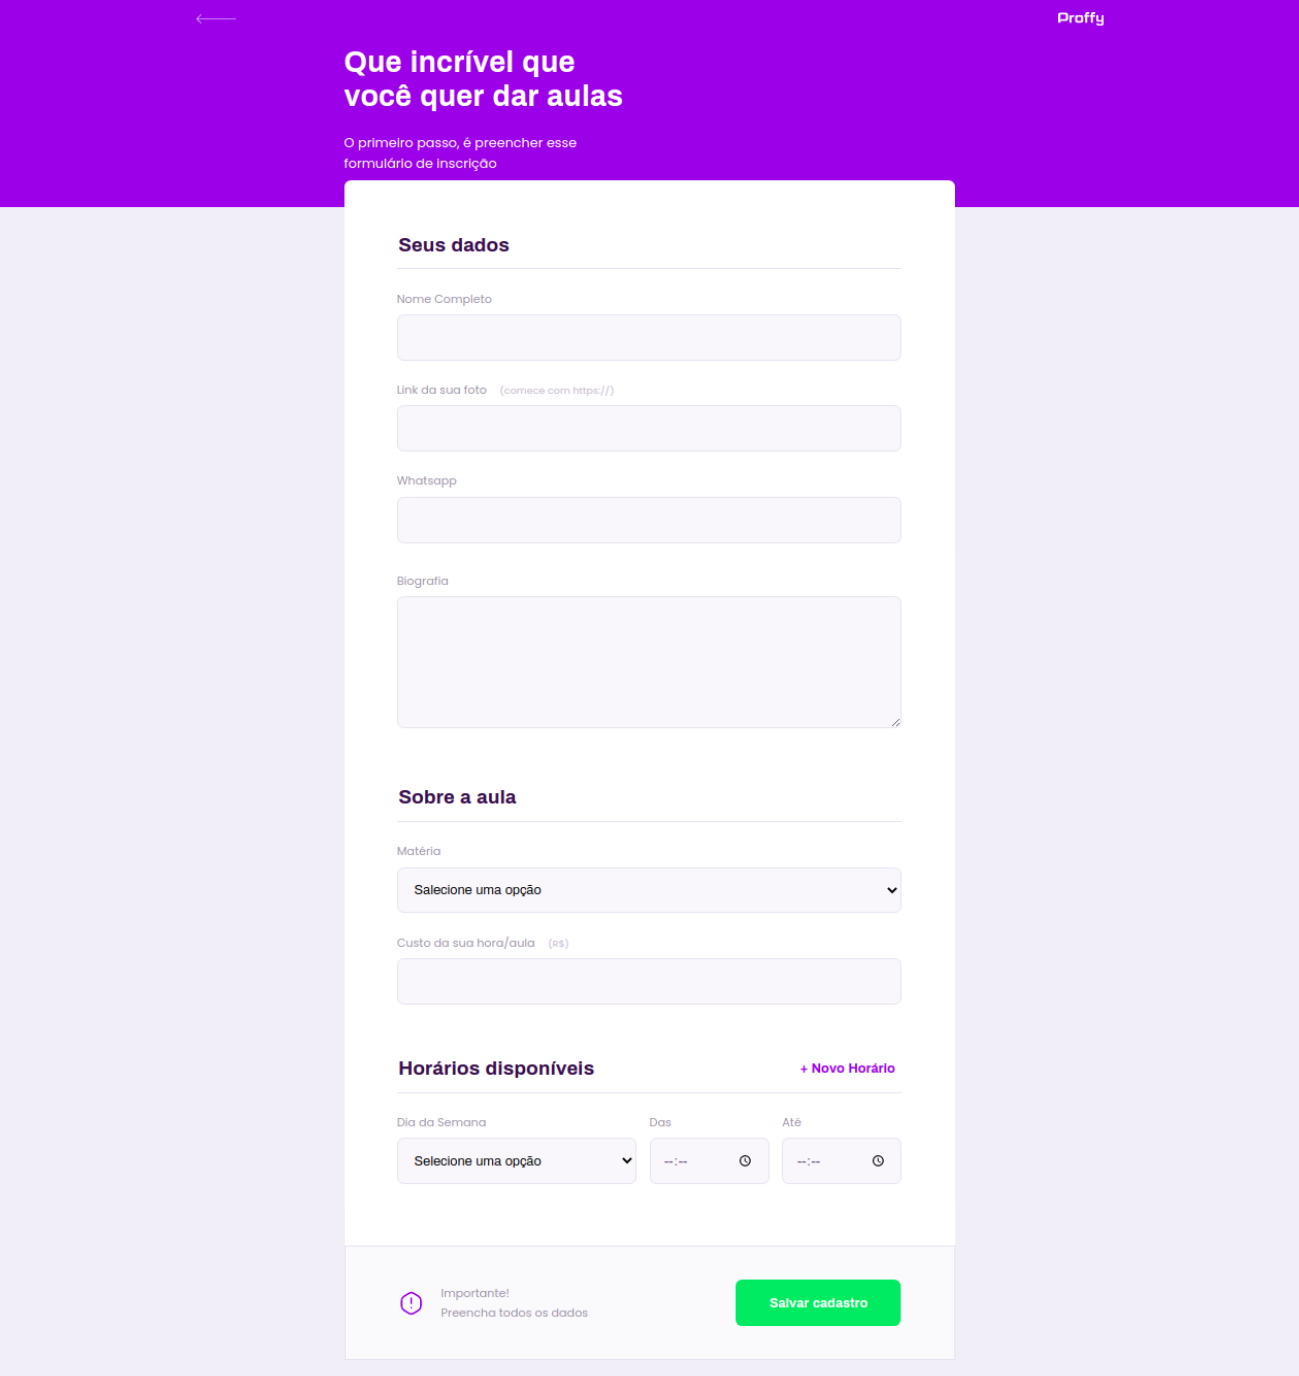 Proffy
Que incrível que
você quer dar aulas
O primeiro passo, é preencher esse
formulário de inscrição
Seus dados
Nome Completo
Link da sua foto (comece com https://)
Whatsapp
Biografia
Sobre a aula
Matéria
Salecione uma opção
Custo da sua hora/aula (R$)
Horários disponíveis + Novo Horário
Dia da Semana Das Até
Selecione uma opção --:-- --:--
Importante!
Preencha todos os dados
Salvar cadastro